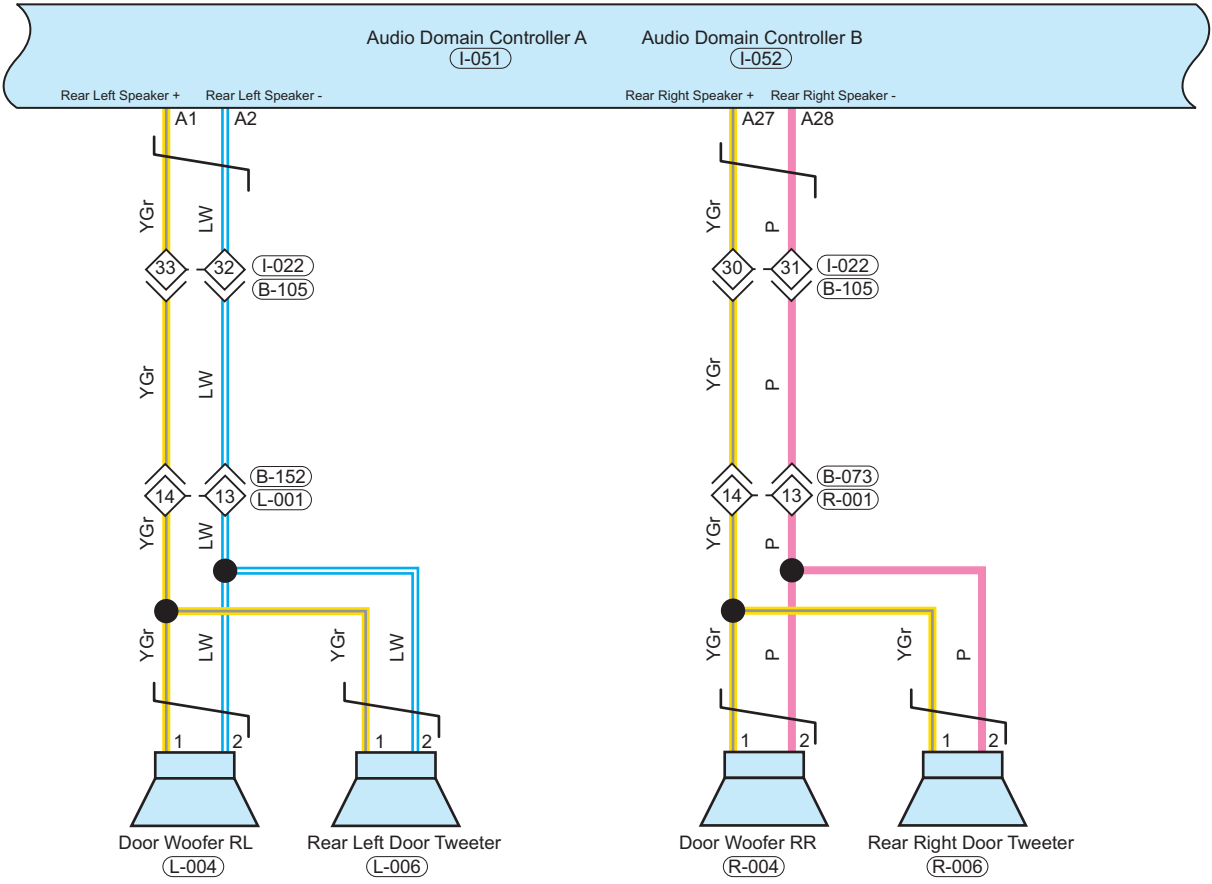 Audio Domain Controller A Audio Domain Controller B
I-051 I-052
Rear Left Speaker + Rear Left Speaker - Rear Right Speaker + Rear Right Speaker -
A1 A2 A27 A28
YGr LW YGr P
33 32 I-022 30 31 I-022
B-105 B-105
YGr LW YGr P
B-152 B-073
14 13 L-001 14 13 R-001
YGr LW YGr P
YGr LW YGr LW YGr P YGr P
1 2 1 2 1 2 1 2
Door Woofer RL Rear Left Door Tweeter Door Woofer RR Rear Right Door Tweeter
L-004 L-006 R-004 R-006